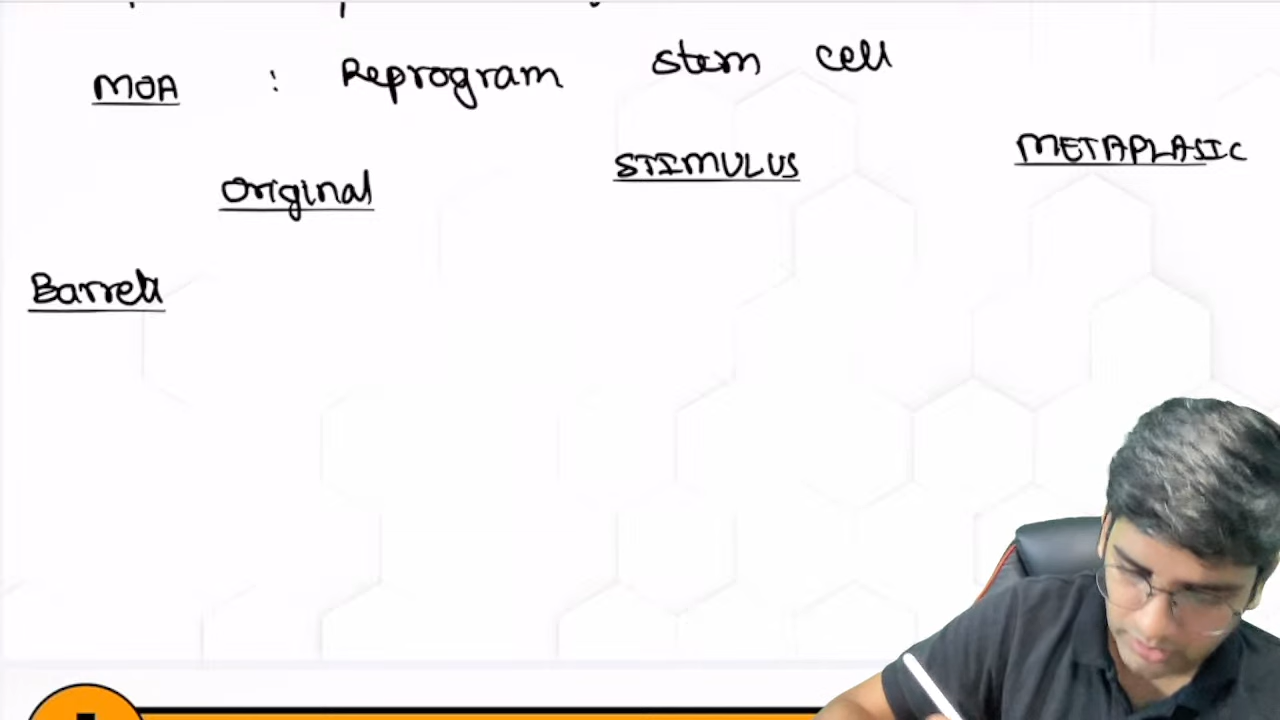 MOA : Reprogram stem cell
Original STIMULUS METAPLASIC
Barrett